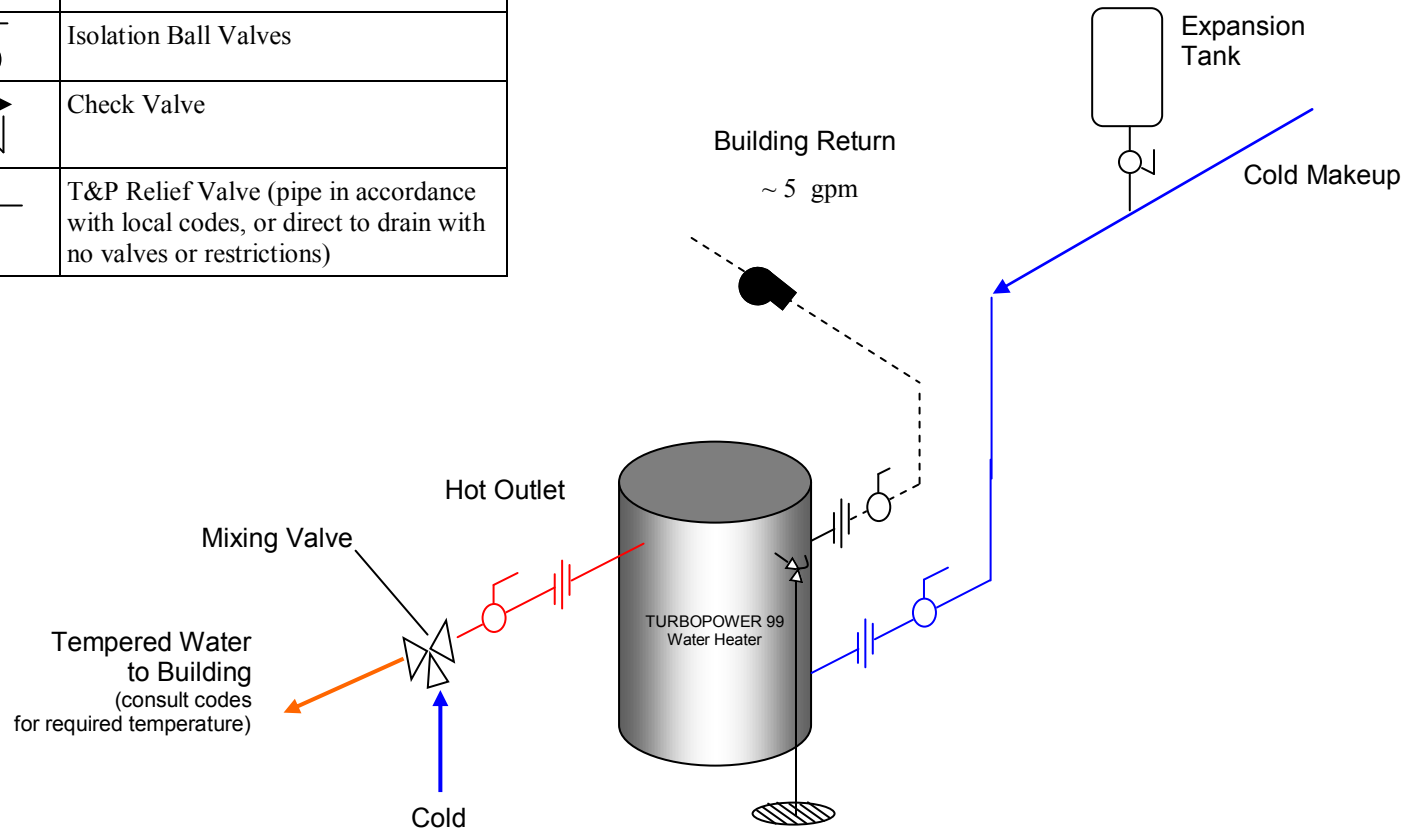 Isolation Ball Valves
Check Valve
T&P Relief Valve (pipe in accordance
with local codes, or direct to drain with
no valves or restrictions)
Expansion
Tank
Building Return
~ 5 gpm
Cold Makeup
Hot Outlet
Mixing Valve
TURBOPOWER 99
Water Heater
Tempered Water
to Building
(consult codes
for required temperature)
Cold